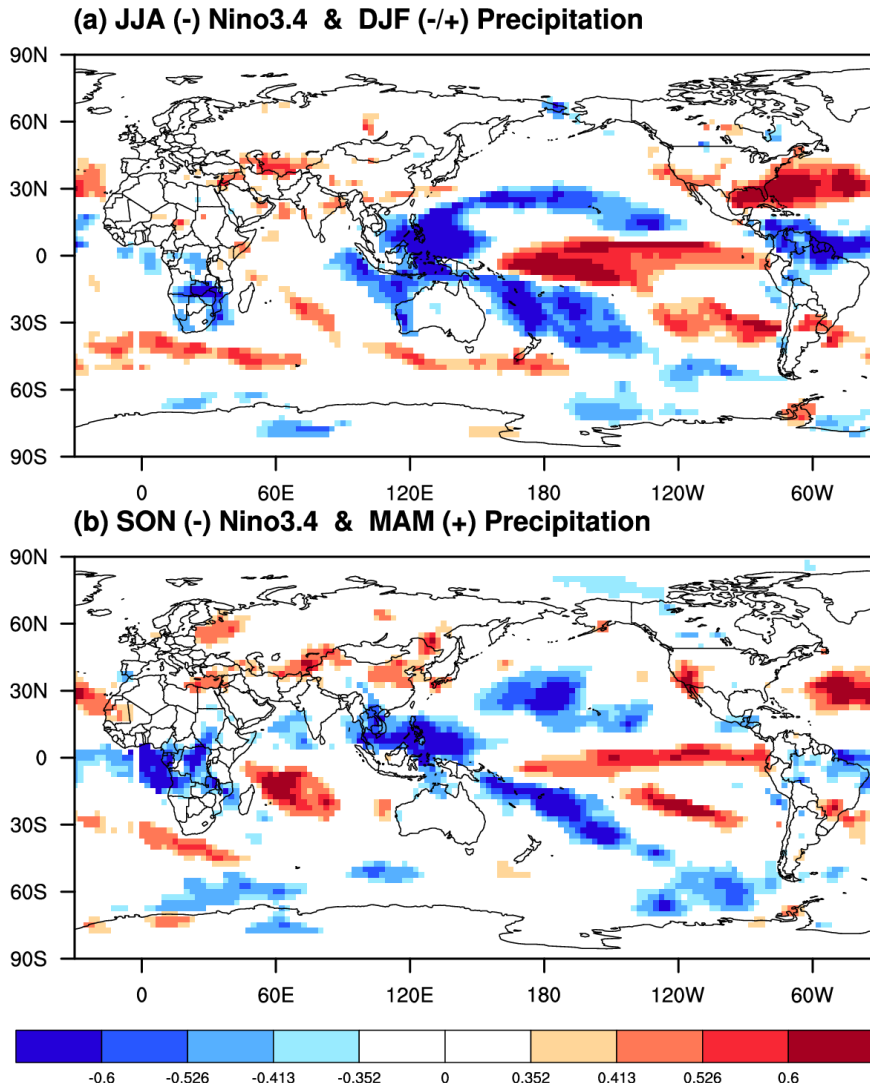 (a) JJA (-) Nino3.4 & DJF (-/+) Precipitation
90N
60N
30N
0
30S
60S
90S
0 60E 120E 180 120W 60W
(b) SON (-) Nino3.4 & MAM (+) Precipitation
90N
60N
30N
0
30S
60S
90S
0 60E 120E 180 120W 60W
-0.6 -0.526 -0.413 -0.352 0 0.352 0.413 0.526 0.6